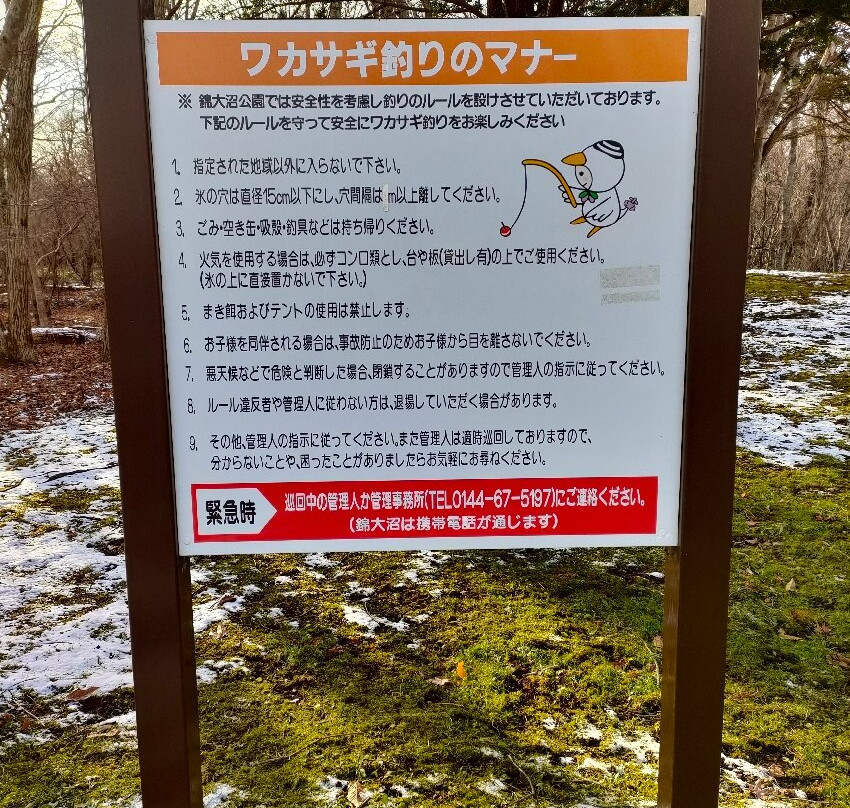 ワカサギ釣りのマナー
※ 錦大沼公園では安全性を考慮し釣りのルールを設けさせていただいております。
下記のルールを守って安全にワカサギ釣りをお楽しみください
1. 指定された地域以外に入らないで下さい。
2. 氷の穴は直径15cm以下にし、穴間隔は m以上離してください。
3. ごみ・空き缶・吸殻・釣具などは持ち帰りください。
4. 火気を使用する場合は、必ずコンロ類とし、台や板(貸出し有)の上でご使用ください。
(氷の上に直接置かないで下さい。)
5. まき餌およびテントの使用は禁止します。
6. お子様を同伴される場合は、事故防止のためお子様から目を離さないでください。
7. 悪天候などで危険と判断した場合、閉鎖することがありますので管理人の指示に従ってください。
8. ルール違反者や管理人に従わない方は、退場していただく場合があります。
9. その他、管理人の指示に従ってください。また管理人は適時巡回しておりますので、
分からないことや、困ったことがありましたらお気軽にお尋ねください。
緊急時
巡回中の管理人か管理事務所(TEL0144-67-5197)にご連絡ください。
(錦大沼は携帯電話が通じます)